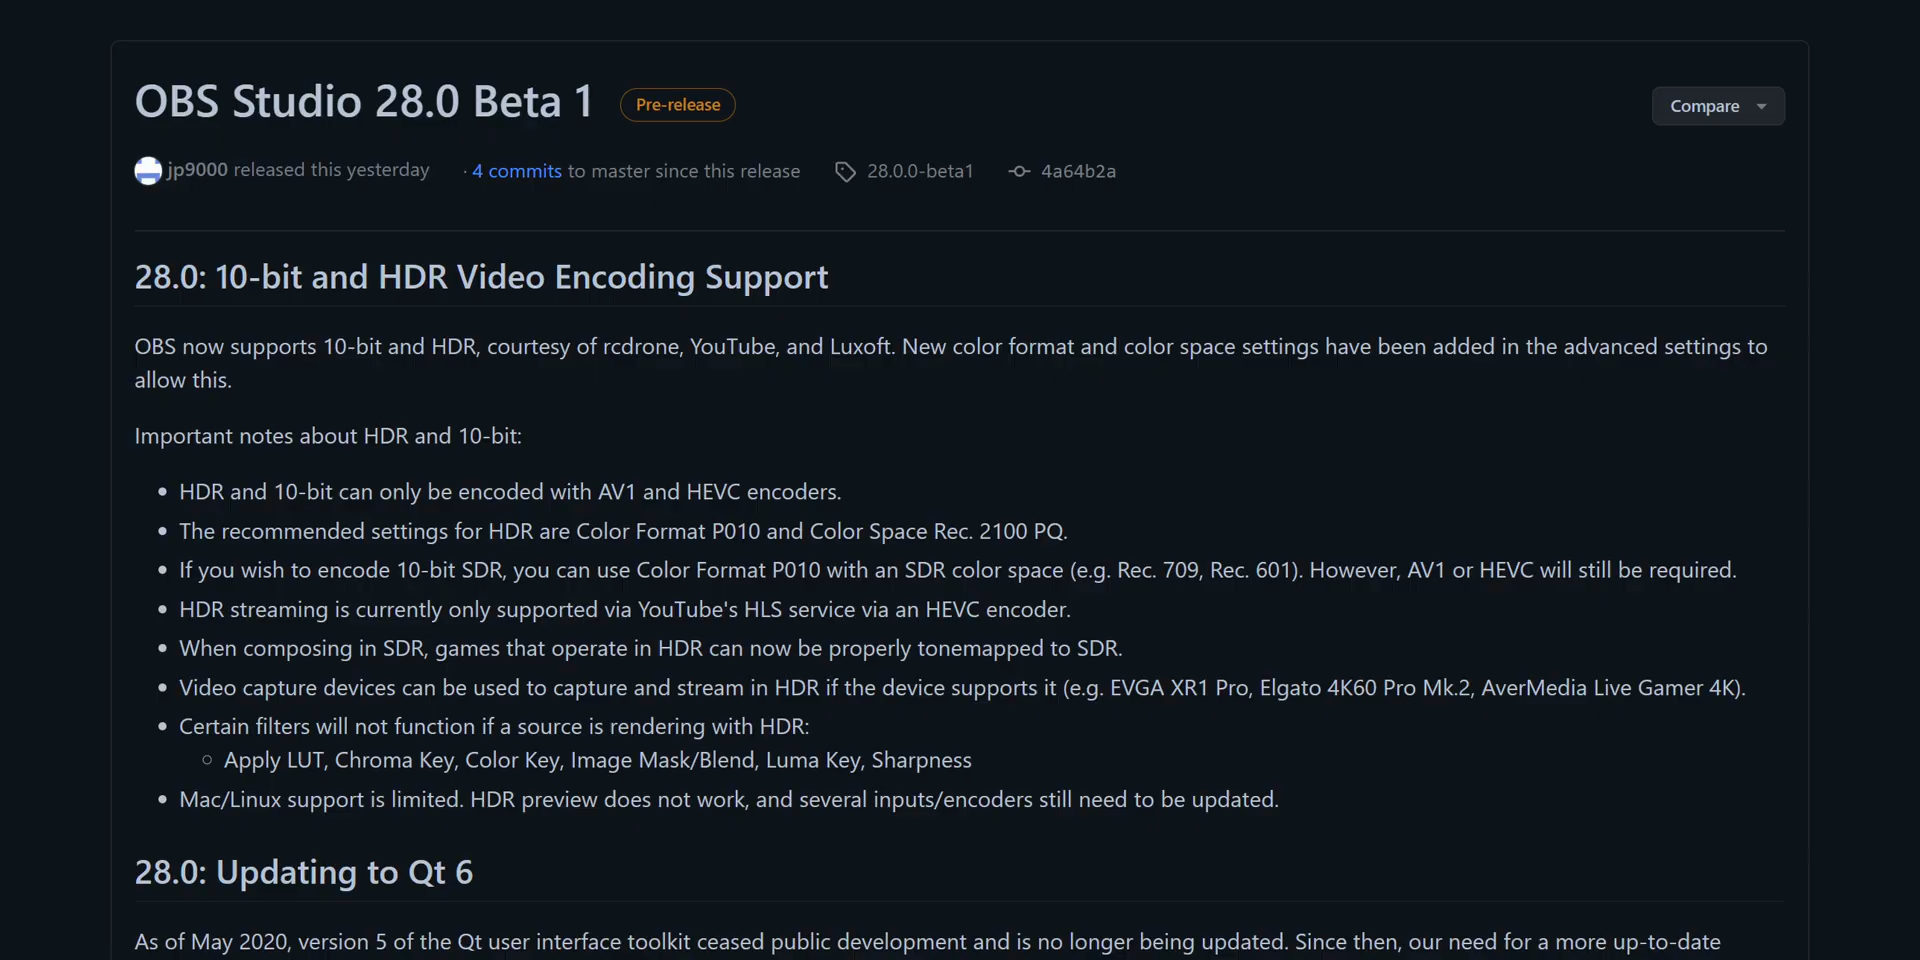 OBS Studio 28.0 Beta 1 Pre-release Compare
jp9000 released this yesterday · 4 commits to master since this release 28.0.0-beta1 4a64b2a
28.0: 10-bit and HDR Video Encoding Support
OBS now supports 10-bit and HDR, courtesy of rcdrone, YouTube, and Luxoft. New color format and color space settings have been added in the advanced settings to
allow this.
Important notes about HDR and 10-bit:
• HDR and 10-bit can only be encoded with AV1 and HEVC encoders.
• The recommended settings for HDR are Color Format P010 and Color Space Rec. 2100 PQ.
• If you wish to encode 10-bit SDR, you can use Color Format P010 with an SDR color space (e.g. Rec. 709, Rec. 601). However, AV1 or HEVC will still be required.
• HDR streaming is currently only supported via YouTube's HLS service via an HEVC encoder.
• When composing in SDR, games that operate in HDR can now be properly tonemapped to SDR.
• Video capture devices can be used to capture and stream in HDR if the device supports it (e.g. EVGA XR1 Pro, Elgato 4K60 Pro Mk.2, AverMedia Live Gamer 4K).
• Certain filters will not function if a source is rendering with HDR:
○ Apply LUT, Chroma Key, Color Key, Image Mask/Blend, Luma Key, Sharpness
• Mac/Linux support is limited. HDR preview does not work, and several inputs/encoders still need to be updated.
28.0: Updating to Qt 6
As of May 2020, version 5 of the Qt user interface toolkit ceased public development and is no longer being updated. Since then, our need for a more up-to-date